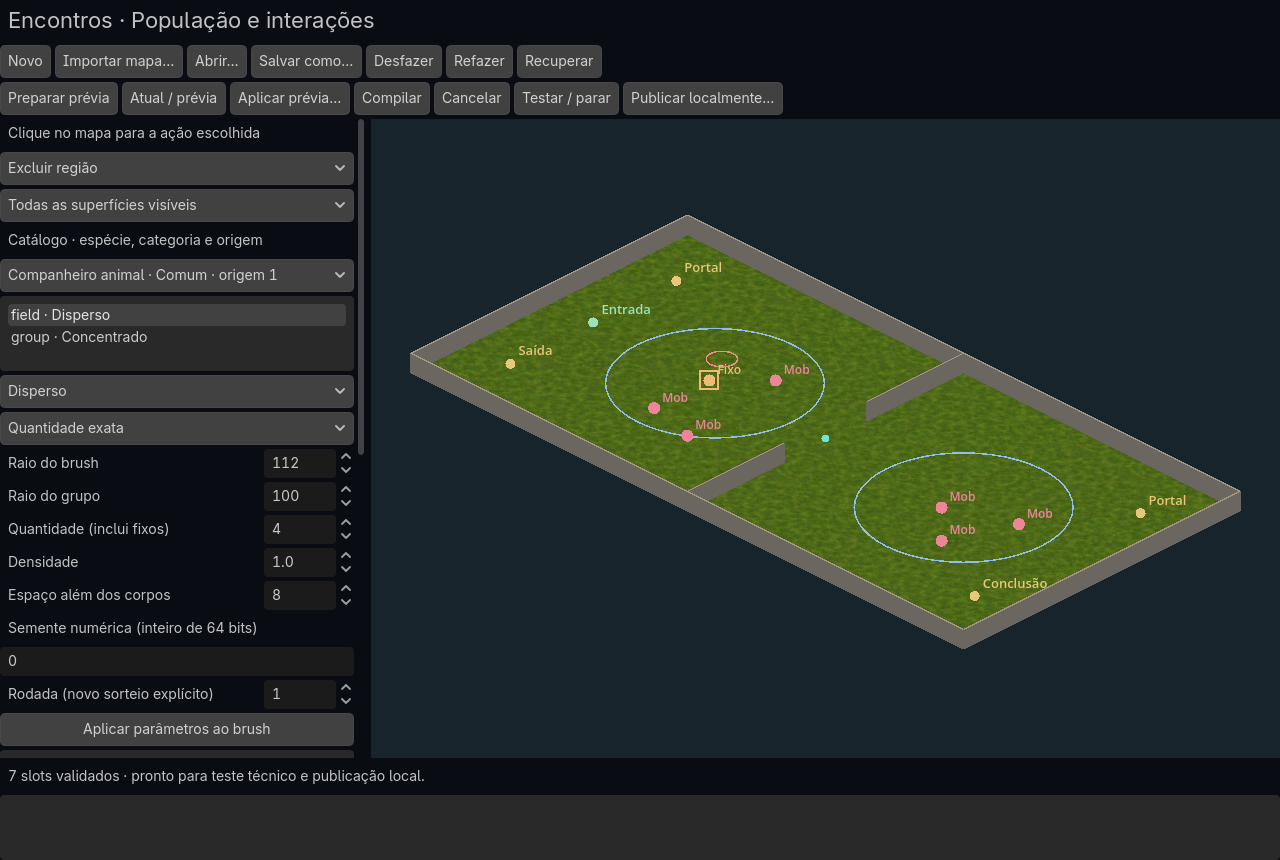 Encontros · População e interações
Novo
Importar mapa...
Abrir...
Salvar como...
Desfazer
Refazer
Recuperar
Preparar prévia
Atual / prévia
Aplicar prévia...
Compilar
Cancelar
Testar / parar
Publicar localmente...
Clique no mapa para a ação escolhida
Excluir região
Todas as superfícies visíveis
Catálogo · espécie, categoria e origem
Companheiro animal · Comum · origem 1
field · Disperso
group · Concentrado
Disperso
Quantidade exata
Raio do brush 112
Raio do grupo 100
Quantidade (inclui fixos) 4
Densidade 1.0
Espaço além dos corpos 8
Semente numérica (inteiro de 64 bits)
0
Rodada (novo sorteio explícito) 1
Aplicar parâmetros ao brush
Portal
Entrada
Saída
Fixo
Mob
Mob
Mob
Mob
Mob
Mob
Portal
Conclusão
7 slots validados · pronto para teste técnico e publicação local.